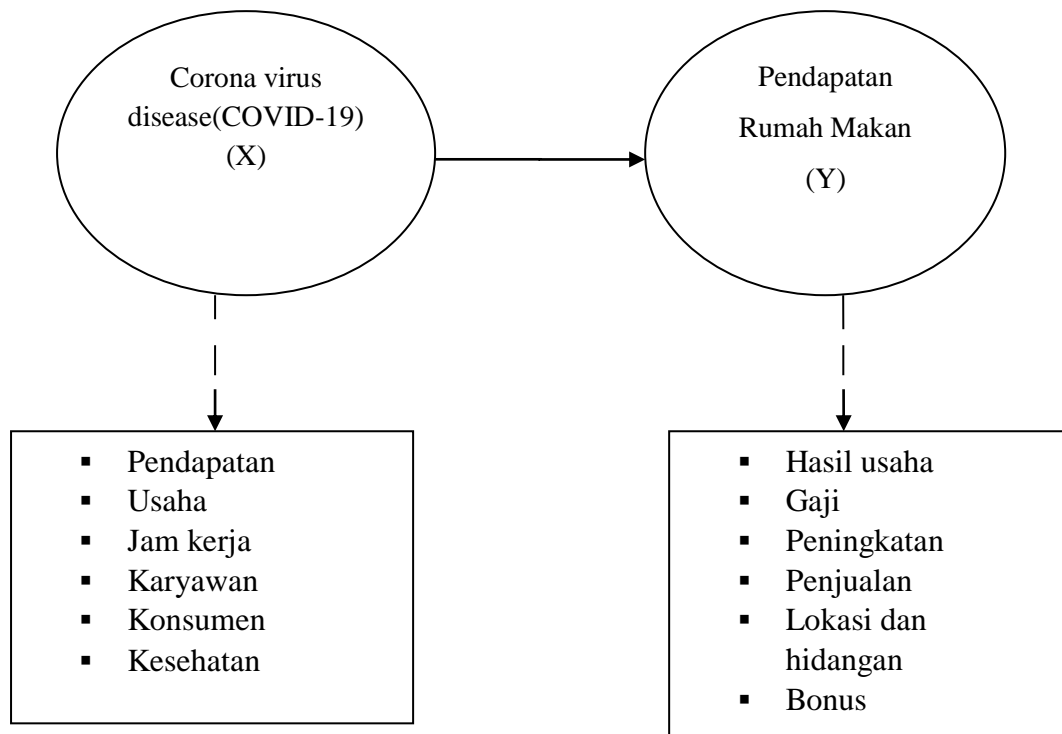 Corona virus
disease(COVID-19)
(X)
Pendapatan
Rumah Makan
(Y)
▪ Pendapatan
▪ Usaha
▪ Jam kerja
▪ Karyawan
▪ Konsumen
▪ Kesehatan
▪ Hasil usaha
▪ Gaji
▪ Peningkatan
▪ Penjualan
▪ Lokasi dan
hidangan
▪ Bonus